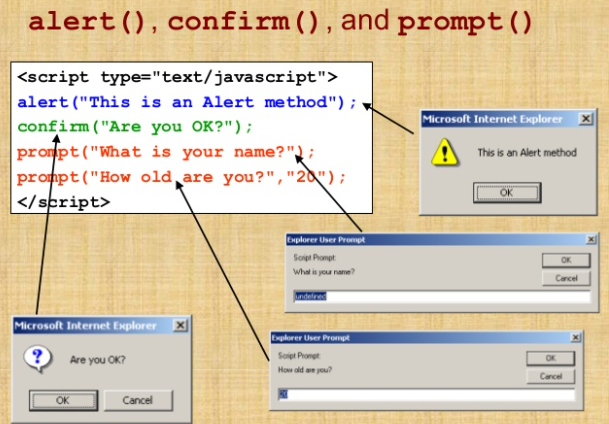 alert(), confirm(), and prompt()
<script type="text/javascript">
alert("This is an Alert method");
confirm("Are you OK?");
prompt("What is your name?");
prompt("How old are you?","20");
</script>
Microsoft Internet Explorer
This is an Alert method
OK
Explorer User Prompt
Script Prompt:
OK
What is your name?
Cancel
undefined
Microsoft Internet Explorer
Are you OK?
OK Cancel
Explorer User Prompt
Script Prompt:
OK
How old are you?
Cancel
20